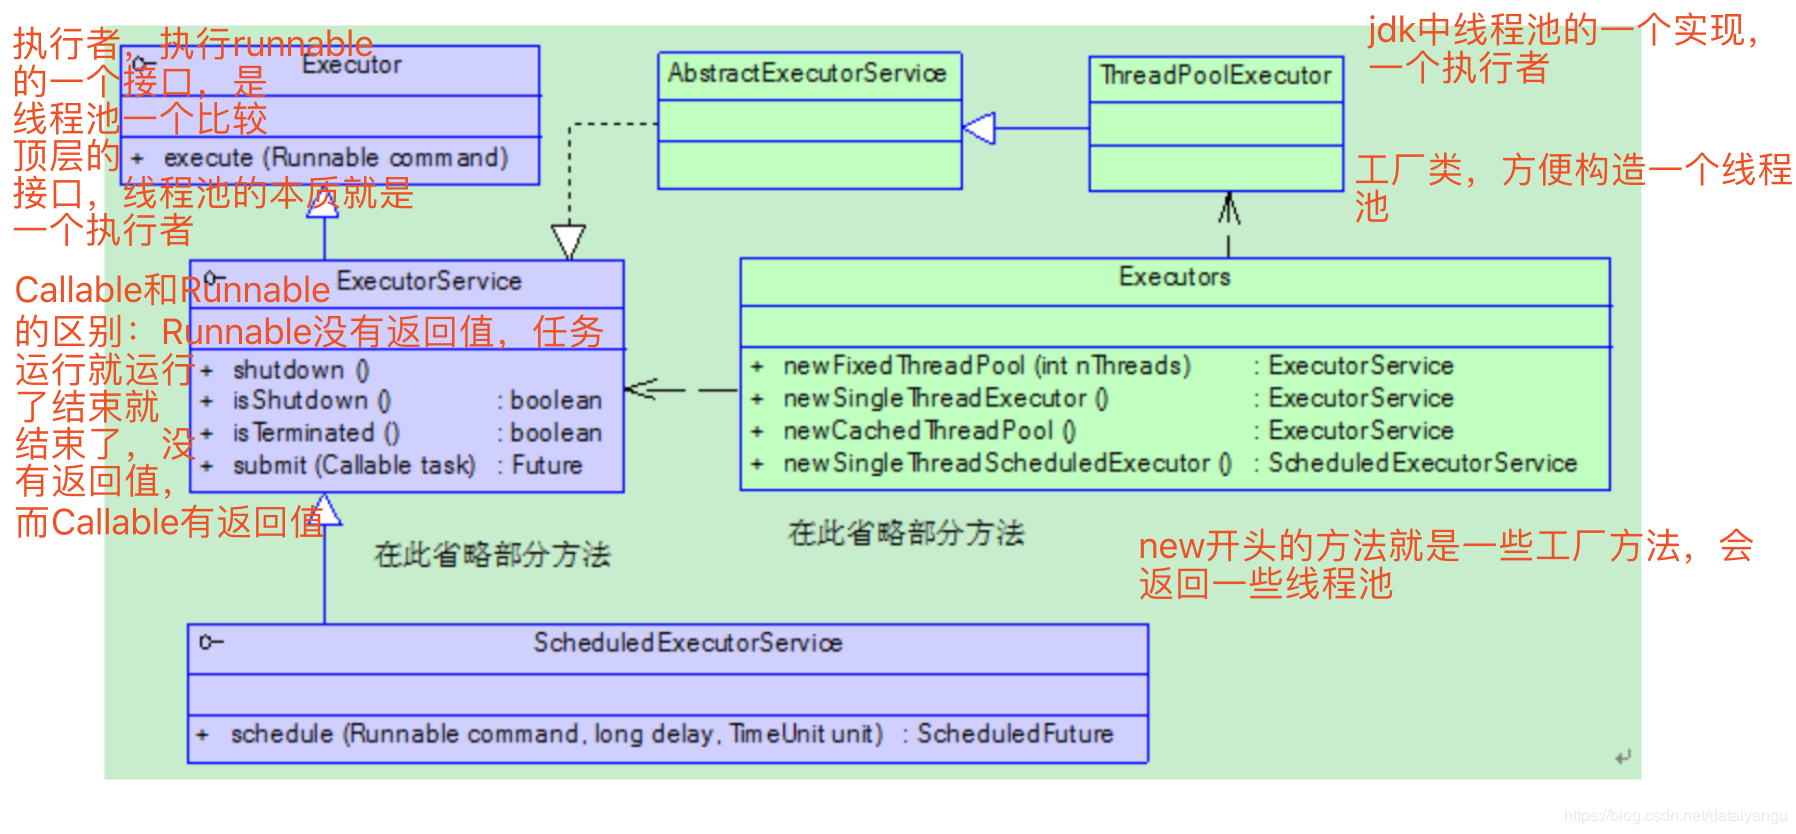 执行者，执行runnable
的一个接口，是
线程池一个比较
顶层的
接口，线程池的本质就是
一个执行者
Executor
+ execute (Runnable command)
AbstractExecutorService
ThreadPoolExecutor
jdk中线程池的一个实现，
一个执行者
工厂类，方便构造一个线程
池
Callable和Runnable
的区别：Runnable没有返回值，任务
运行就运行
了结束就
结束了，没
有返回值，
而Callable有返回值
ExecutorService
+ shutdown ()
+ isShutdown () : boolean
+ isTerminated () : boolean
+ submit (Callable task) : Future
Executors
+ newFixedThreadPool (int nThreads) : ExecutorService
+ newSingleThreadExecutor () : ExecutorService
+ newCachedThreadPool () : ExecutorService
+ newSingleThreadScheduledExecutor () : ScheduledExecutorService
在此省略部分方法
在此省略部分方法
new开头的方法就是一些工厂方法，会
返回一些线程池
ScheduledExecutorService
+ schedule (Runnable command, long delay, TimeUnit unit) : ScheduledFuture
https://blog.csdn.net/dataiyangu